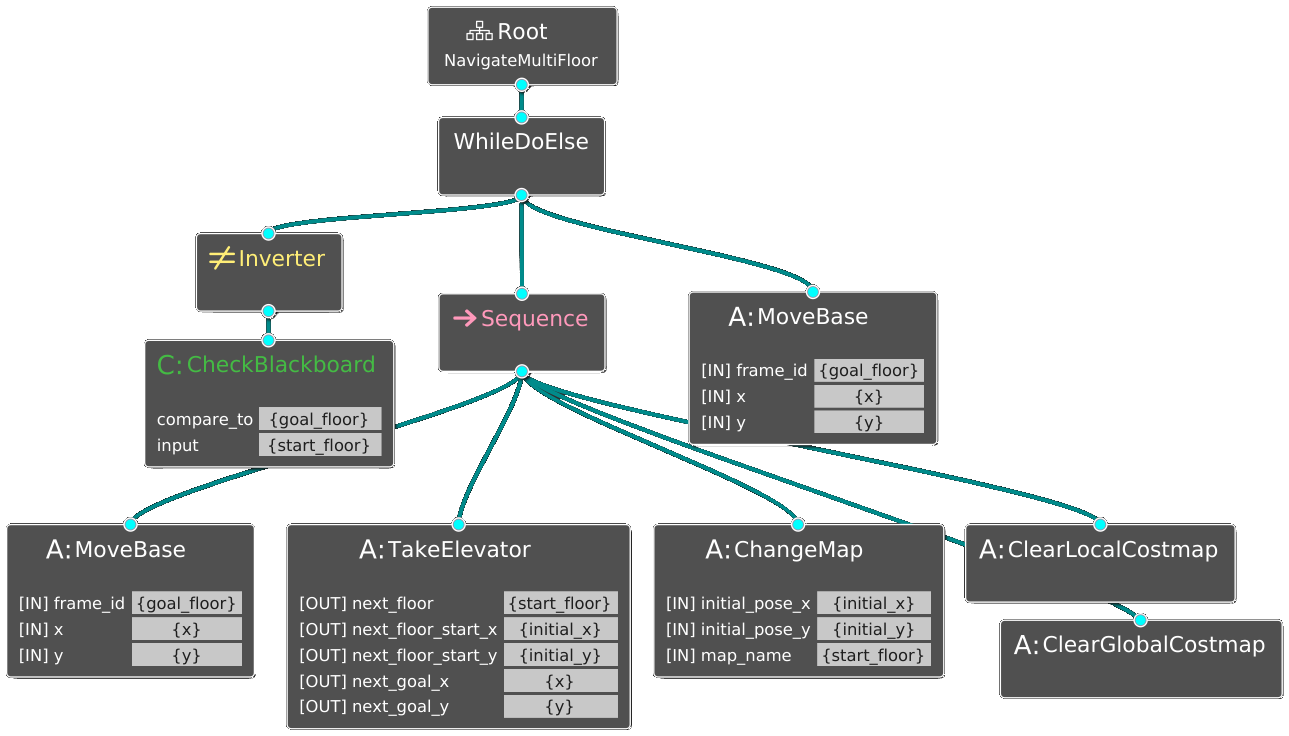 Root
NavigateMultiFloor
WhileDoElse
≠ Inverter
C: CheckBlackboard
compare_to {goal_floor}
input {start_floor}
→ Sequence
A: MoveBase
[IN] frame_id {goal_floor}
[IN] x {x}
[IN] y {y}
A: MoveBase
[IN] frame_id {goal_floor}
[IN] x {x}
[IN] y {y}
A: TakeElevator
[OUT] next_floor {start_floor}
[OUT] next_floor_start_x {initial_x}
[OUT] next_floor_start_y {initial_y}
[OUT] next_goal_x {x}
[OUT] next_goal_y {y}
A: ChangeMap
[IN] initial_pose_x {initial_x}
[IN] initial_pose_y {initial_y}
[IN] map_name {start_floor}
A: ClearLocalCostmap
A: ClearGlobalCostmap